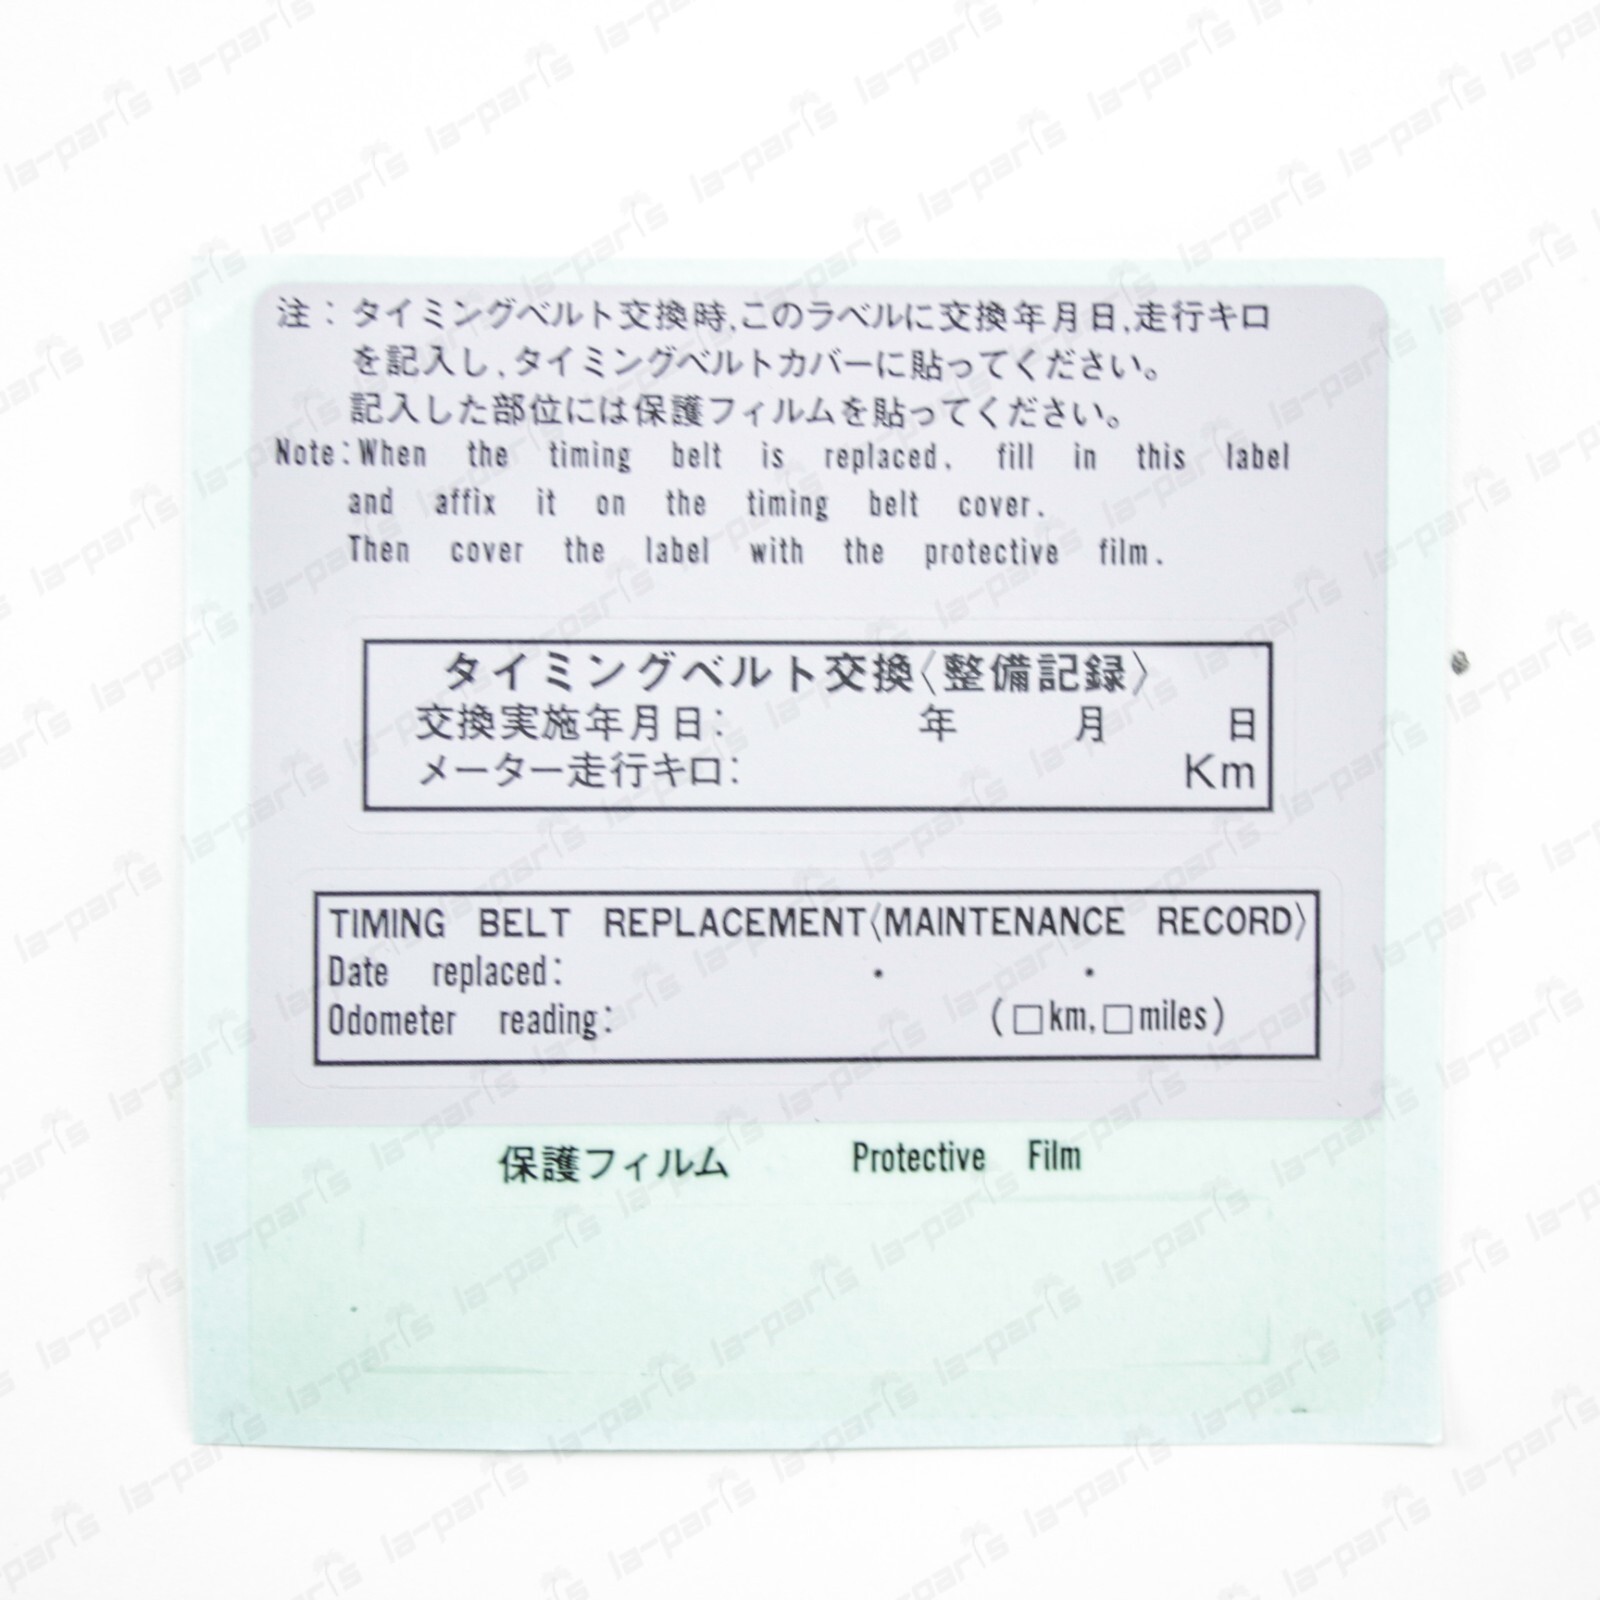 注：タイミングベルト交換時,このラベルに交換年月日,走行キロ
を記入し,タイミングベルトカバーに貼ってください。
記入した部位には保護フィルムを貼ってください。
Note:When the timing belt is replaced, fill in this label
and affix it on the timing belt cover.
Then cover the label with the protective film.
タイミングベルト交換〈整備記録〉
交換実施年月日: 年 月 日
メーター走行キロ: Km
TIMING BELT REPLACEMENT〈MAINTENANCE RECORD〉
Date replaced: ・ ・
Odometer reading: (□km,□miles)
保護フィルム Protective Film
la-paris